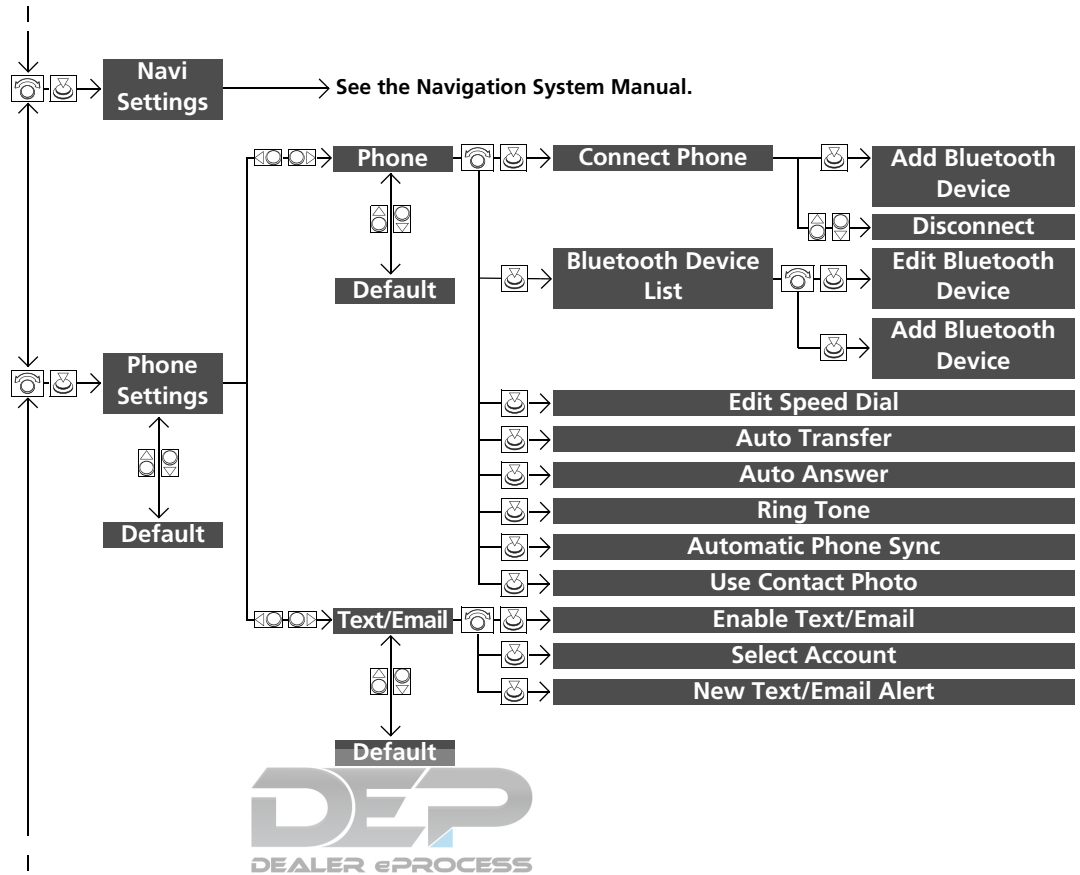 Navi
Settings
See the Navigation System Manual.
Phone
Connect Phone
Add Bluetooth
Device
Disconnect
Default
Bluetooth Device
List
Edit Bluetooth
Device
Add Bluetooth
Device
Phone
Settings
Default
Edit Speed Dial
Auto Transfer
Auto Answer
Ring Tone
Automatic Phone Sync
Use Contact Photo
Text/Email
Enable Text/Email
Select Account
New Text/Email Alert
Default
DEP
DEALER ePROCESS